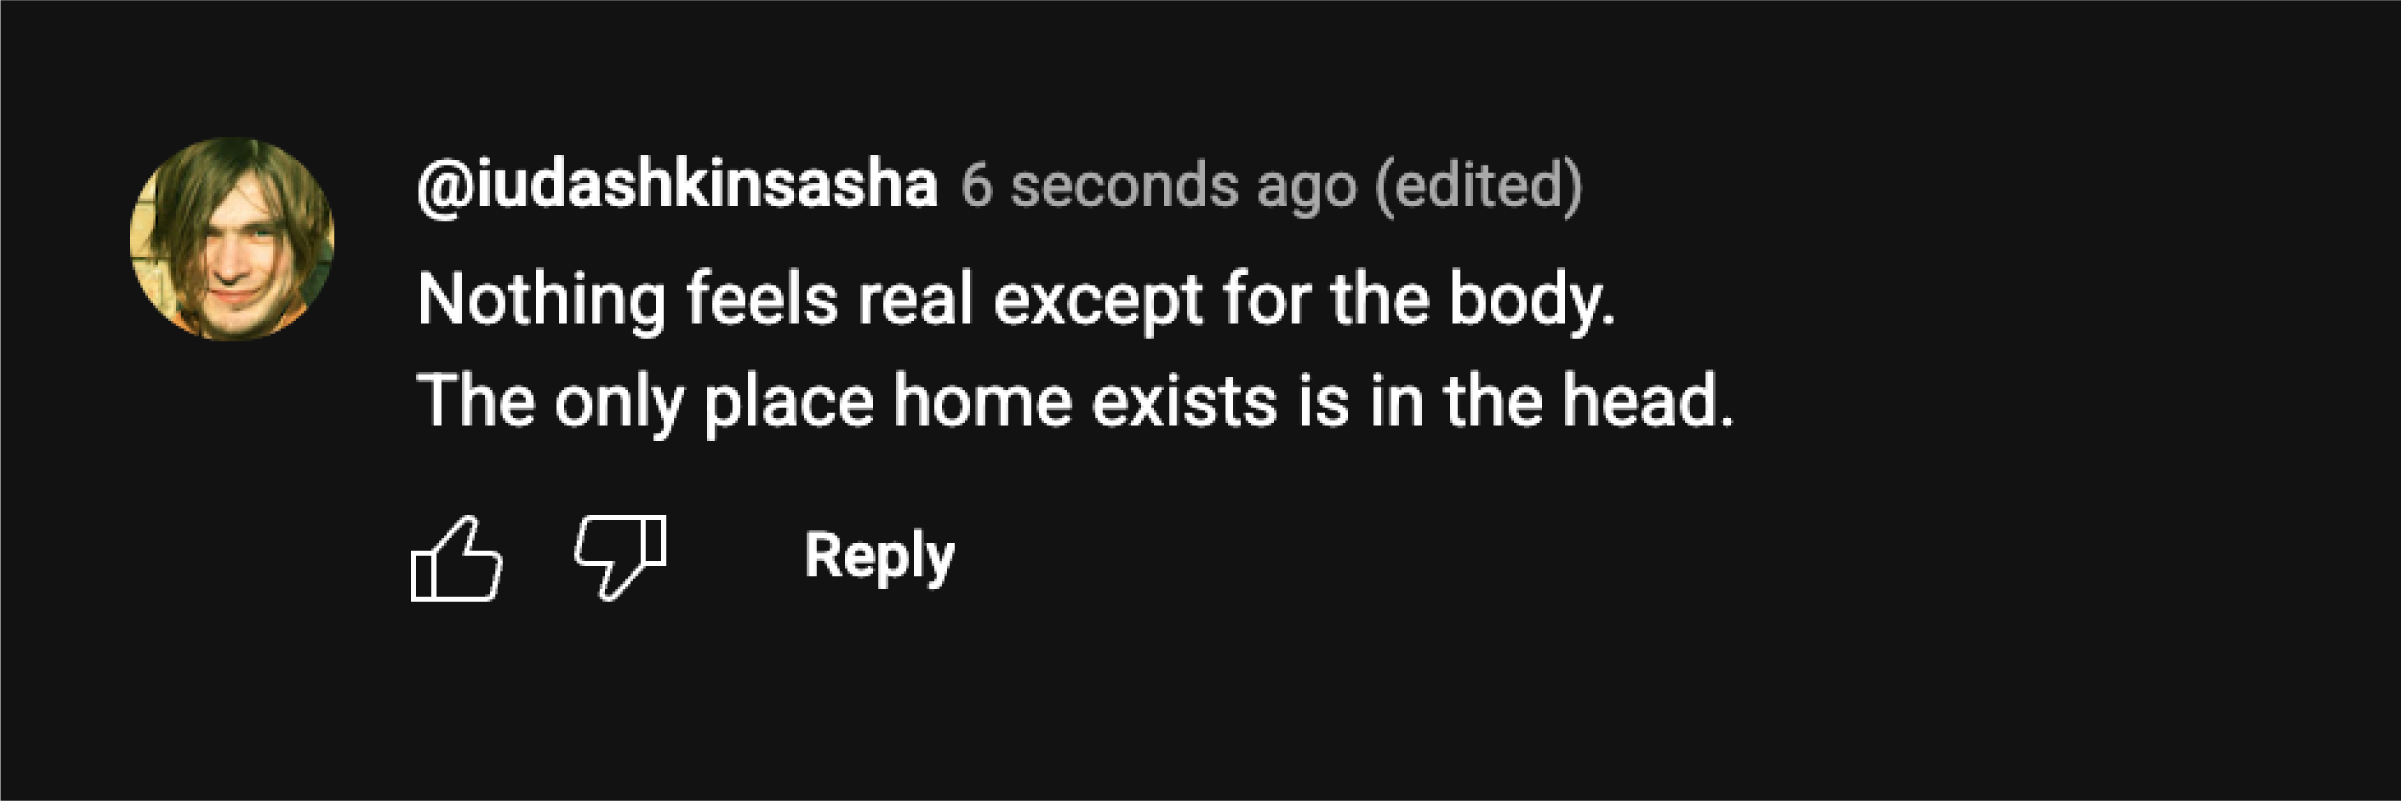 @iudashkinsasha 6 seconds ago (edited)
Nothing feels real except for the body.
The only place home exists is in the head.
Reply